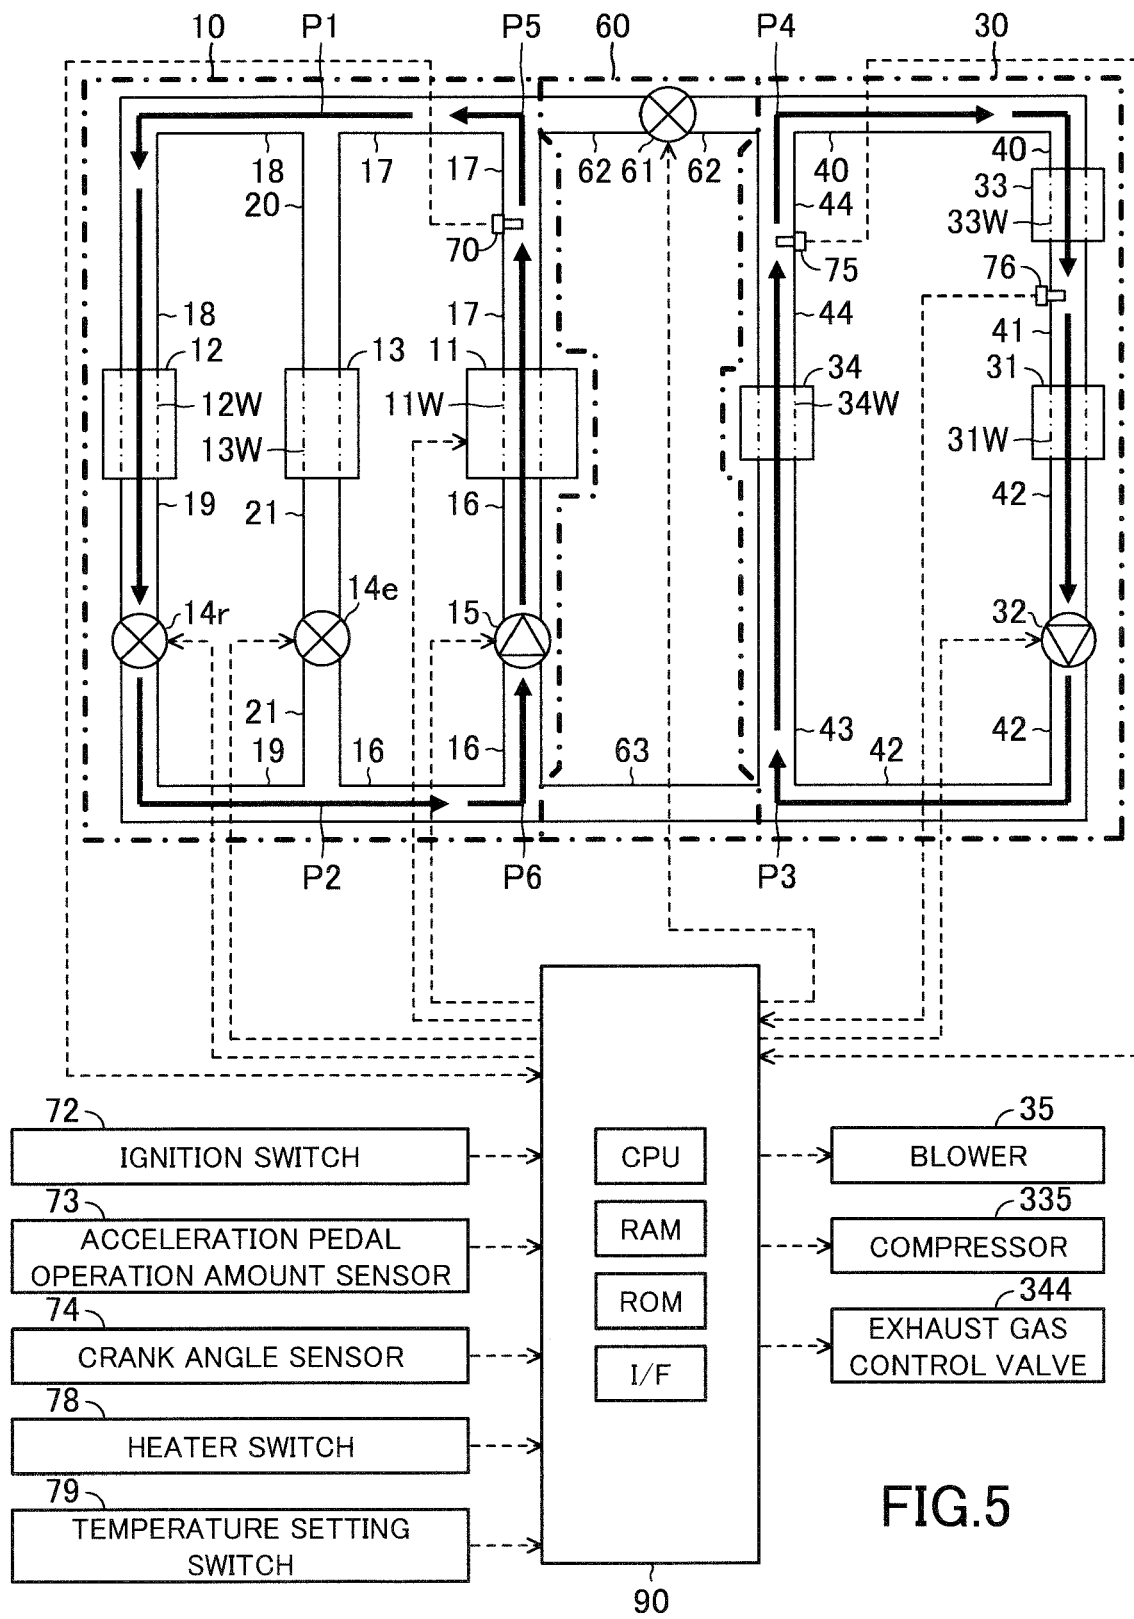 10 P1 P5 60 P4 30
18 17 17 62 61 62 40 40
20 44 33
33W
70 75 76
18 17 44 41
12 13 11 34 31
12W 11W 34W
13W 31W
19 21 16 42
14r 14e 15 32
21 16 43 42
19 16 63 42
P2 P6 P3
72 35
IGNITION SWITCH CPU BLOWER
73 335
ACCELERATION PEDAL
OPERATION AMOUNT SENSOR
RAM COMPRESSOR
74 344
CRANK ANGLE SENSOR
ROM
EXHAUST GAS
CONTROL VALVE
I/F
78
HEATER SWITCH
79
TEMPERATURE SETTING
SWITCH
90
FIG.5